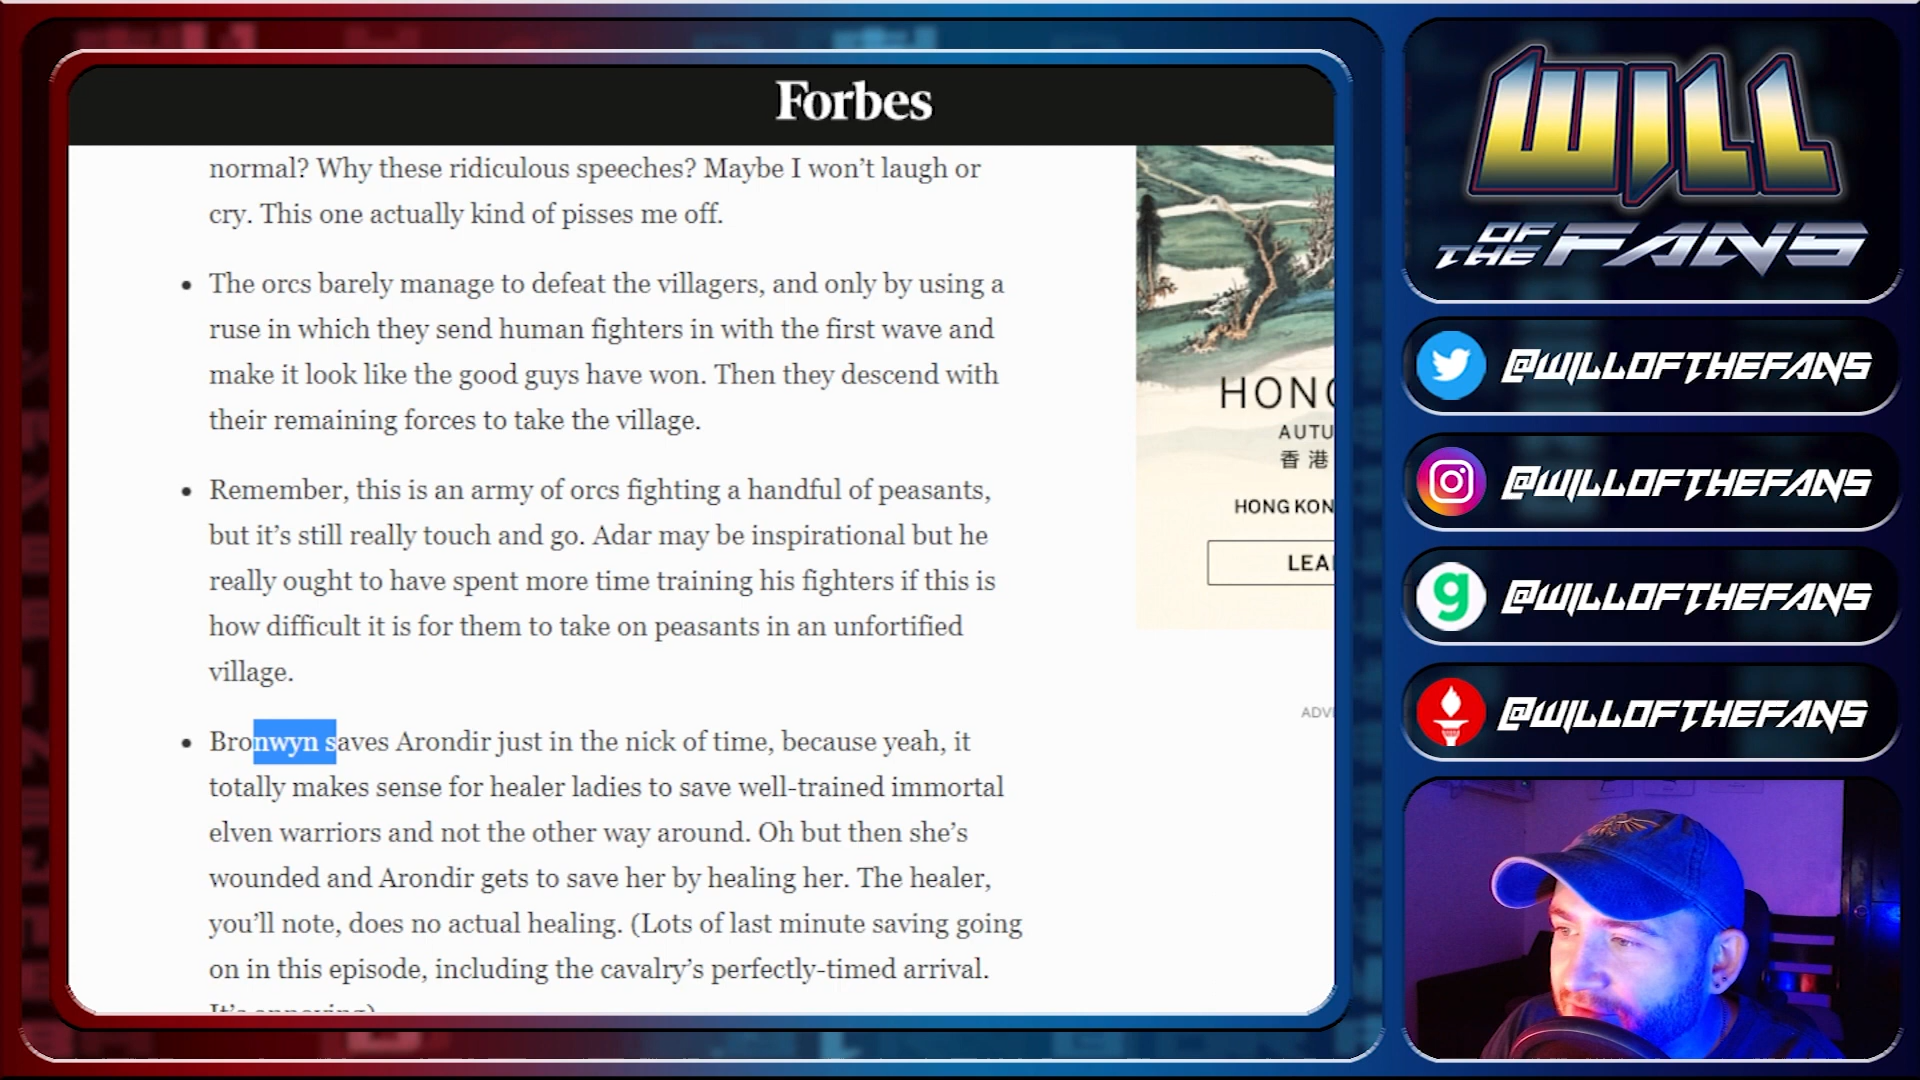 Forbes
normal? Why these ridiculous speeches? Maybe I won’t laugh or
cry. This one actually kind of pisses me off.
The orcs barely manage to defeat the villagers, and only by using a
ruse in which they send human fighters in with the first wave and
make it look like the good guys have won. Then they descend with
their remaining forces to take the village.
Remember, this is an army of orcs fighting a handful of peasants,
but it’s still really touch and go. Adar may be inspirational but he
really ought to have spent more time training his fighters if this is
how difficult it is for them to take on peasants in an unfortified
village.
Bronwyn saves Arondir just in the nick of time, because yeah, it
totally makes sense for healer ladies to save well-trained immortal
elven warriors and not the other way around. Oh but then she’s
wounded and Arondir gets to save her by healing her. The healer,
you’ll note, does no actual healing. (Lots of last minute saving going
on in this episode, including the cavalry’s perfectly-timed arrival.
It’s annoying)
HONG
AUTU
香港
HONG KON
LEA
ADV
WILL
OF THE FANS
@WILLOFTHEFANS
@WILLOFTHEFANS
g @WILLOFTHEFANS
@WILLOFTHEFANS